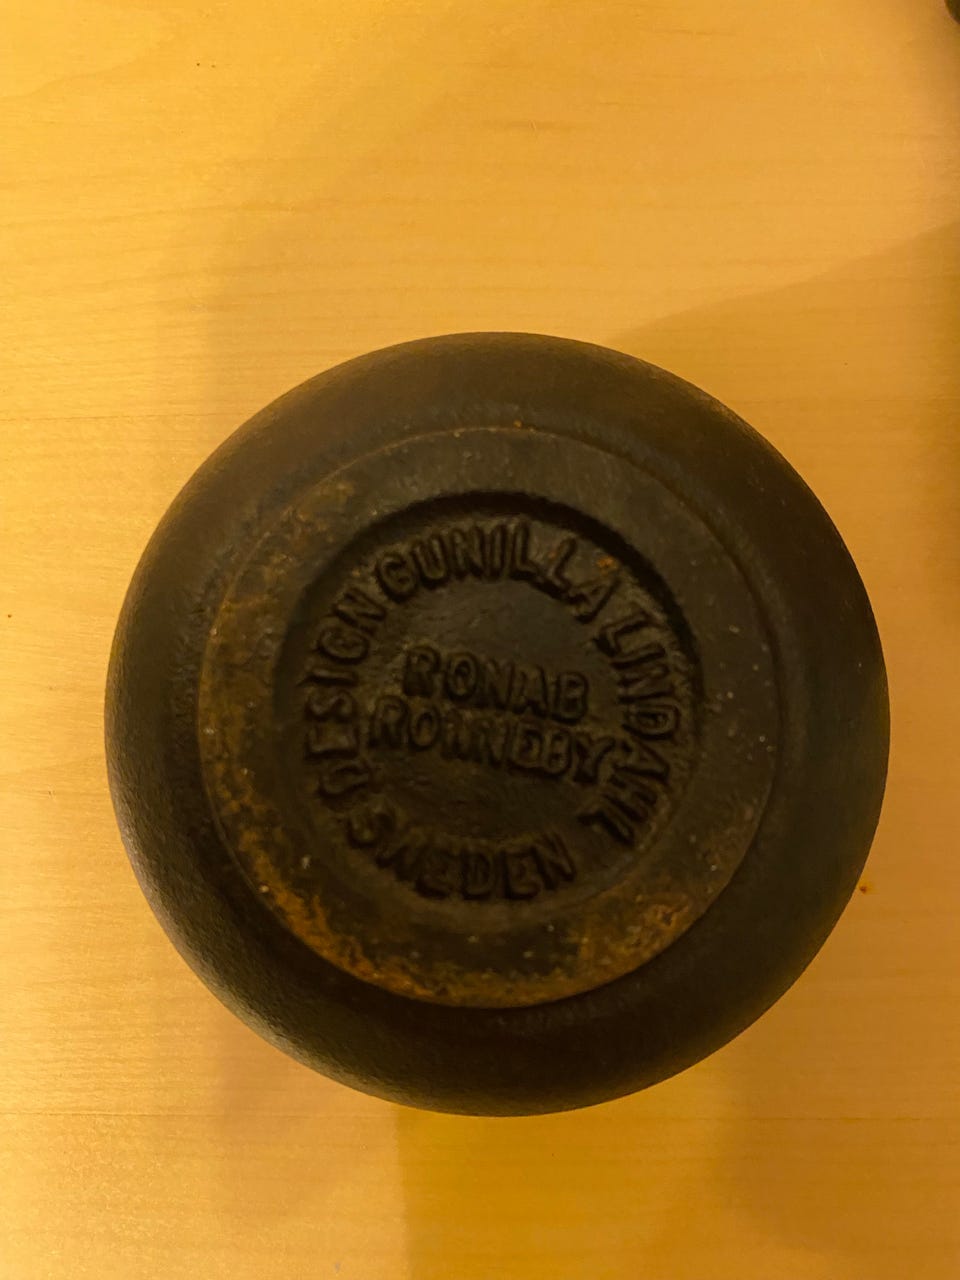 DESIGN GUNILLA LINDAHL
RONAB
RONNEBY
SWEDEN